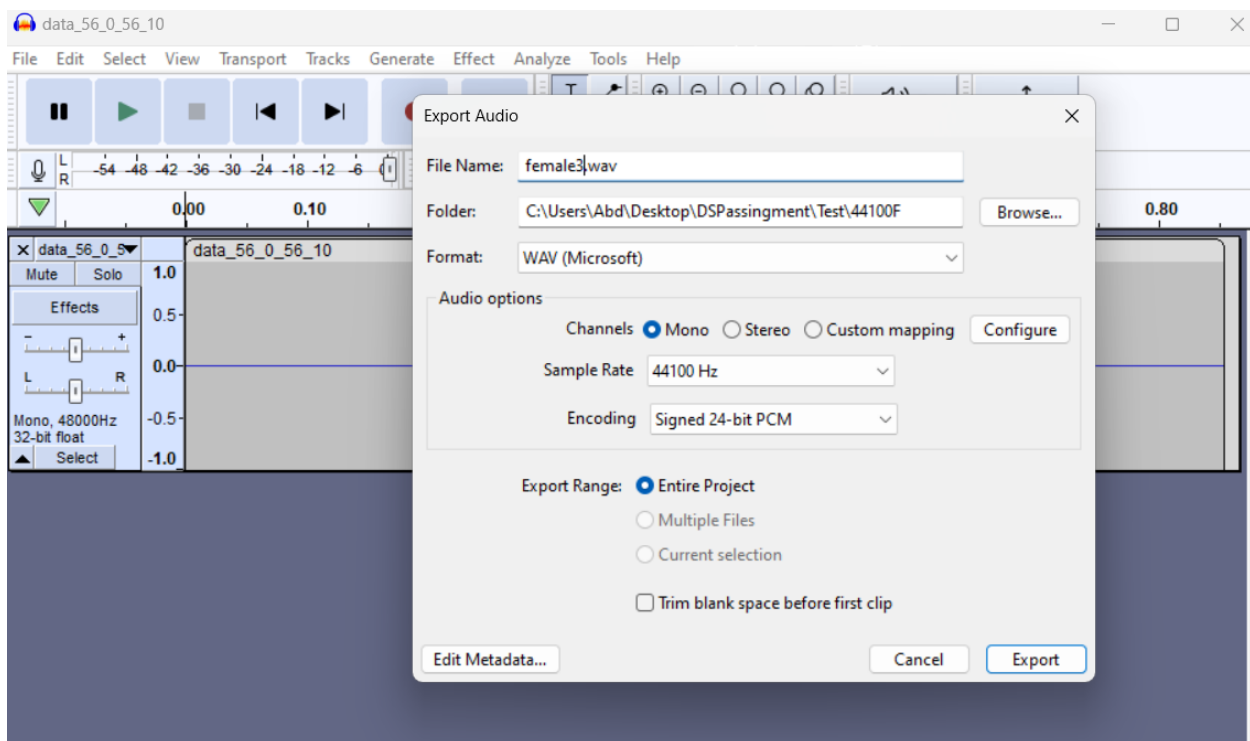 data_56_0_56_10
File Edit Select View Transport Tracks Generate Effect Analyze Tools Help
L
R
-54 -48 -42 -36 -30 -24 -18 -12 -6
0.00 0.10 0.80
data_56_0_5
data_56_0_56_10
Mute Solo
Effects
- +
L R
Mono, 48000Hz
32-bit float
Select
1.0
0.5
0.0
-0.5
-1.0
Export Audio
File Name: female3.wav
Folder: C:\Users\Abd\Desktop\DSPassingment\Test\44100F Browse...
Format: WAV (Microsoft)
Audio options
Channels Mono Stereo Custom mapping Configure
Sample Rate 44100 Hz
Encoding Signed 24-bit PCM
Export Range: Entire Project
Multiple Files
Current selection
Trim blank space before first clip
Edit Metadata... Cancel Export